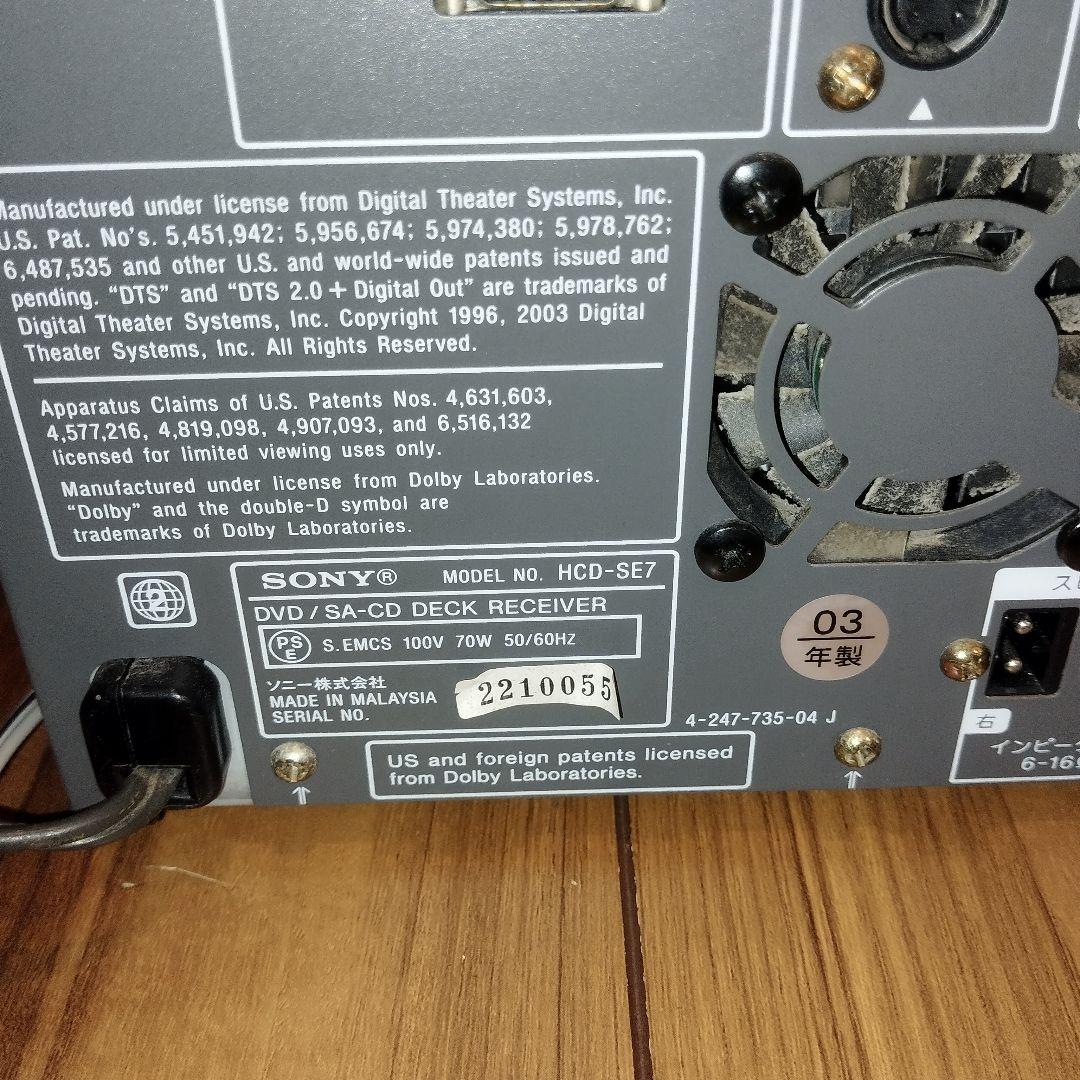 Manufactured under license from Digital Theater Systems, Inc.
U.S. Pat. No's. 5,451,942; 5,956,674; 5,974,380; 5,978,762;
6,487,535 and other U.S. and world-wide patents issued and
pending. “DTS” and “DTS 2.0 + Digital Out” are trademarks of
Digital Theater Systems, Inc. Copyright 1996, 2003 Digital
Theater Systems, Inc. All Rights Reserved.
Apparatus Claims of U.S. Patents Nos. 4,631,603,
4,577,216, 4,819,098, 4,907,093, and 6,516,132
licensed for limited viewing uses only.
Manufactured under license from Dolby Laboratories.
“Dolby” and the double-D symbol are
trademarks of Dolby Laboratories.
2
SONY® MODEL NO. HCD-SE7
DVD / SA-CD DECK RECEIVER
PSE S.EMCS 100V 70W 50/60HZ
ソニー株式会社
MADE IN MALAYSIA
SERIAL NO. 2210055
4-247-735-04 J
US and foreign patents licensed
from Dolby Laboratories.
03
年製
右
インピーダ
6-16Ω